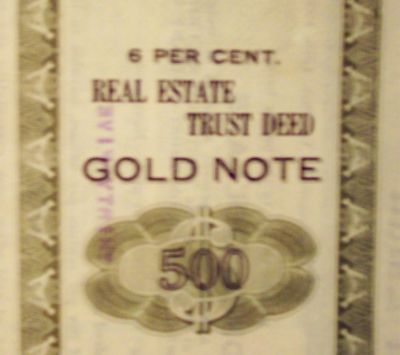 6 PER CENT.
REAL ESTATE
TRUST DEED
GOLD NOTE
$500